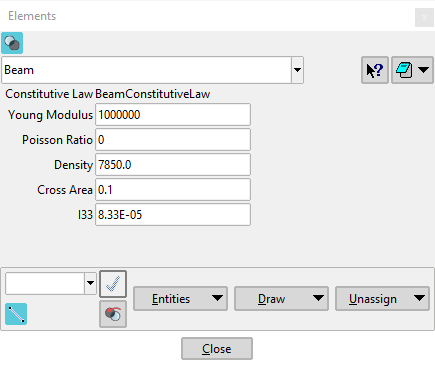 Elements
Beam
Constitutive Law BeamConstitutiveLaw
Young Modulus 1000000
Poisson Ratio 0
Density 7850.0
Cross Area 0.1
I33 8.33E-05
Entities Draw Unassign
Close